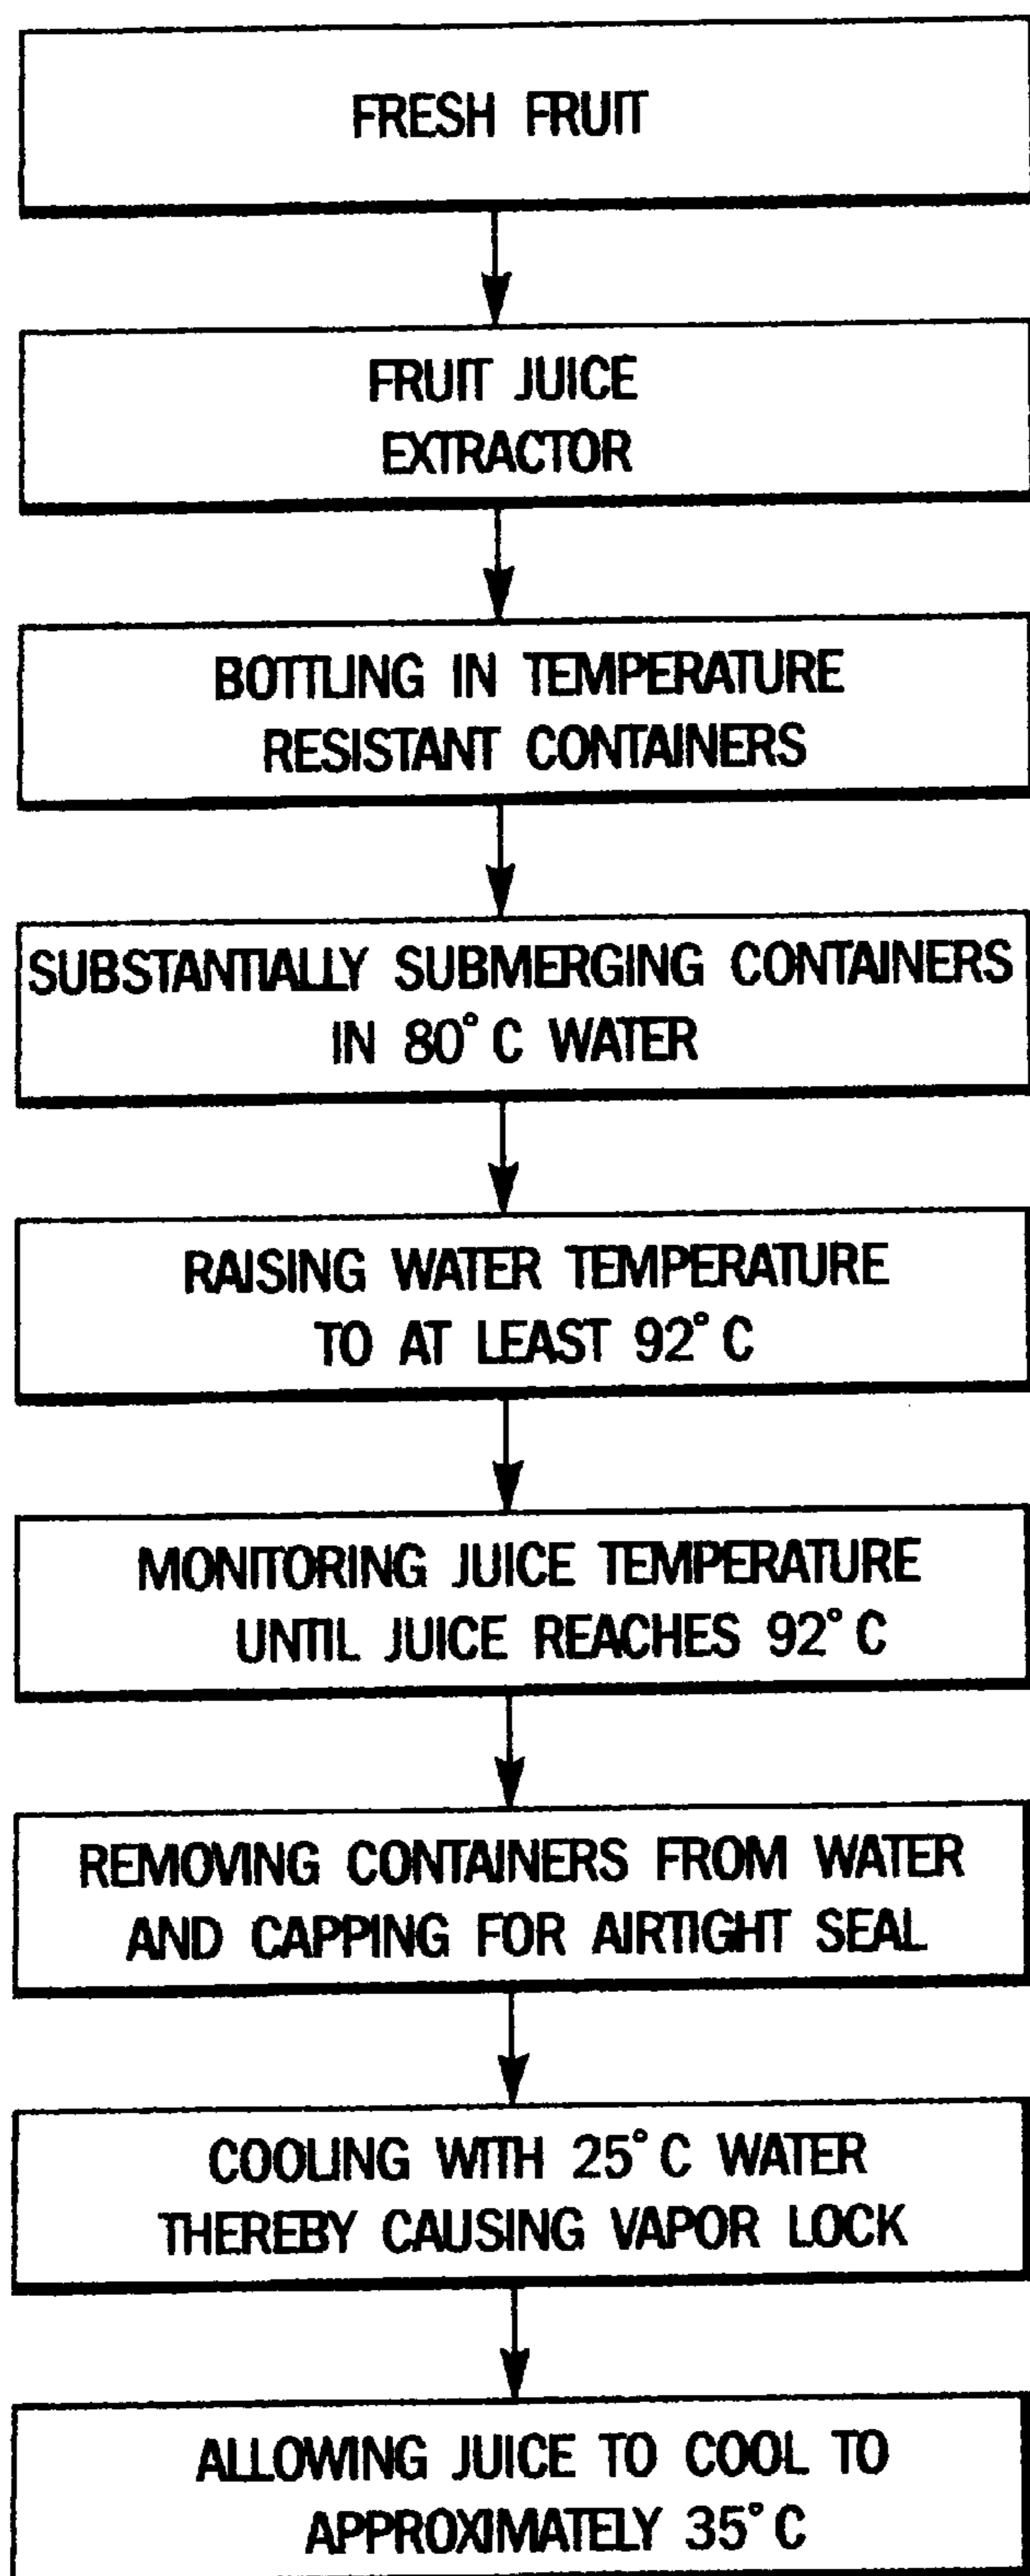 FRESH FRUIT
FRUIT JUICE
EXTRACTOR
BOTTLING IN TEMPERATURE
RESISTANT CONTAINERS
SUBSTANTIALLY SUBMERGING CONTAINERS
IN 80°C WATER
RAISING WATER TEMPERATURE
TO AT LEAST 92°C
MONITORING JUICE TEMPERATURE
UNTIL JUICE REACHES 92°C
REMOVING CONTAINERS FROM WATER
AND CAPPING FOR AIRTIGHT SEAL
COOLING WITH 25°C WATER
THEREBY CAUSING VAPOR LOCK
ALLOWING JUICE TO COOL TO
APPROXIMATELY 35°C